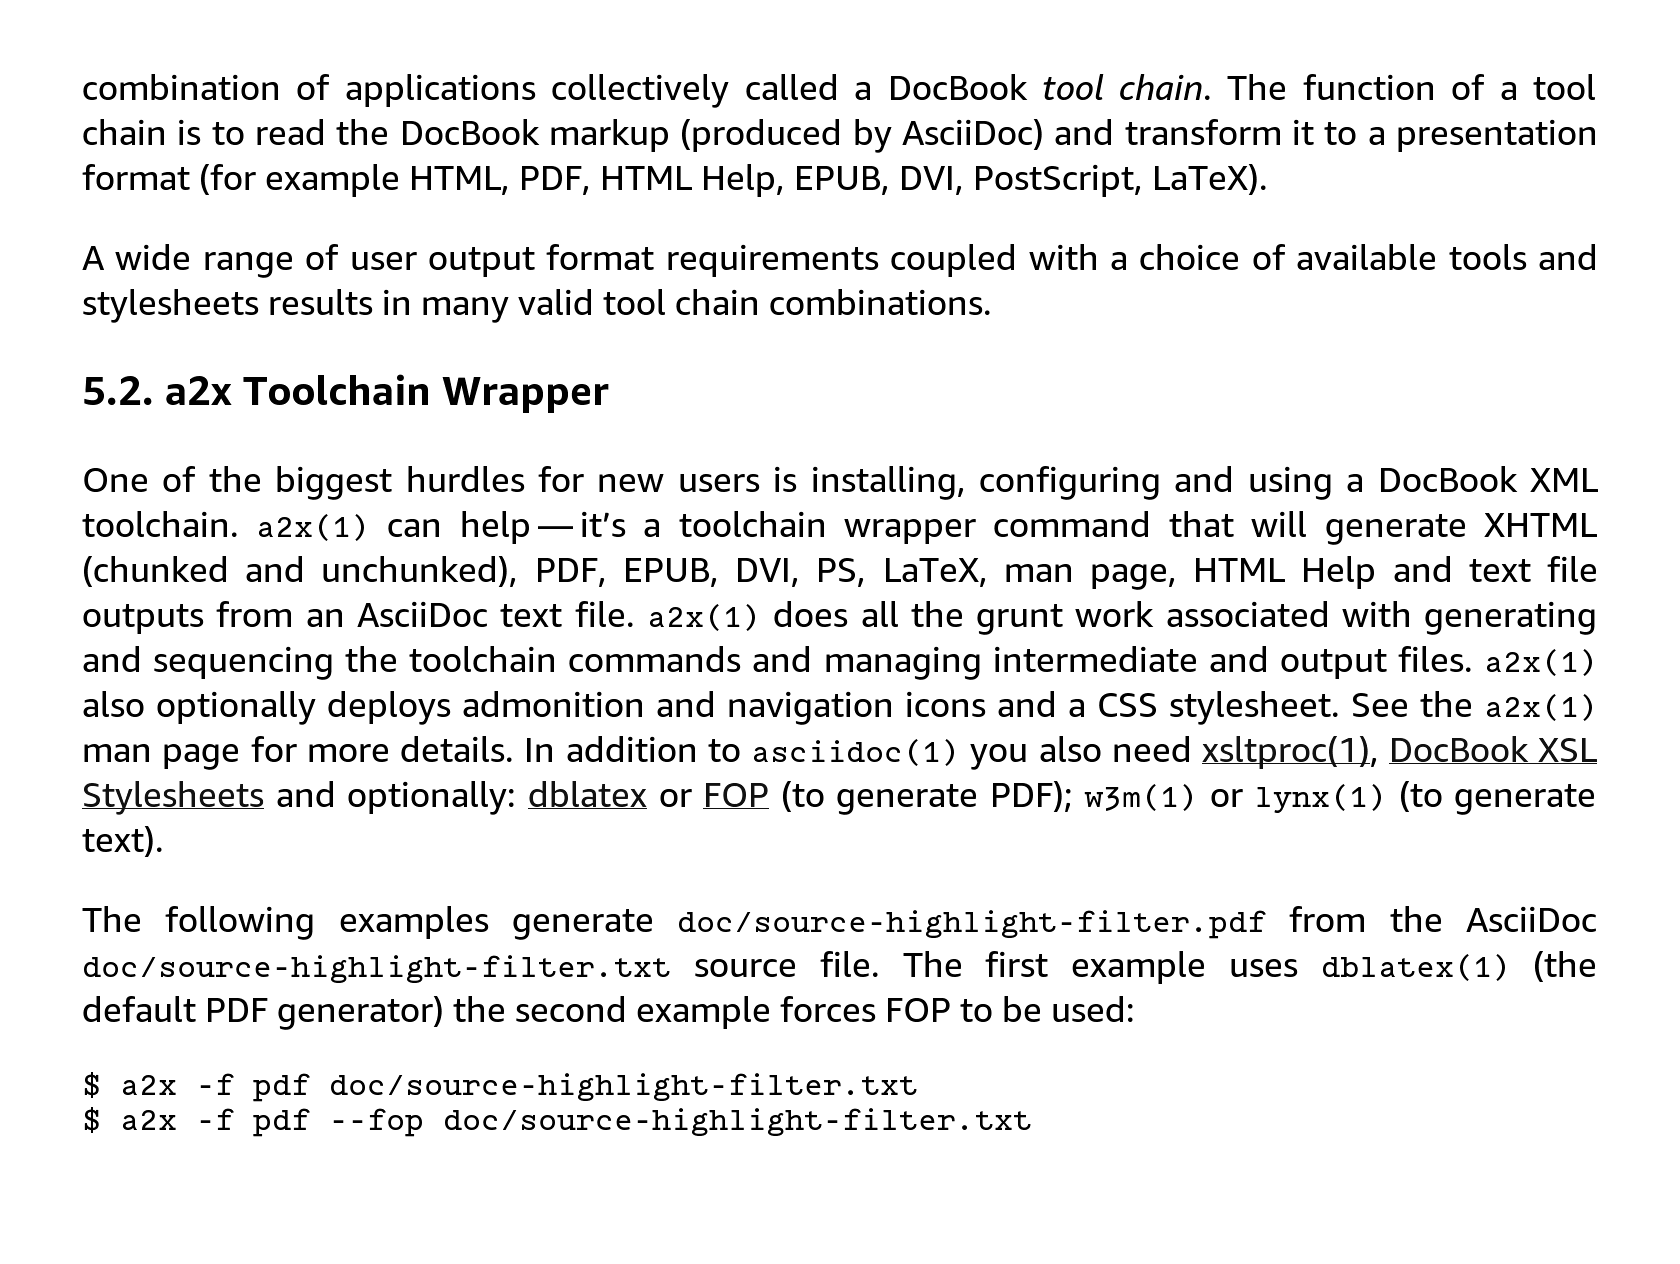 combination of applications collectively called a DocBook tool chain. The function of a tool
chain is to read the DocBook markup (produced by AsciiDoc) and transform it to a presentation
format (for example HTML, PDF, HTML Help, EPUB, DVI, PostScript, LaTeX).
A wide range of user output format requirements coupled with a choice of available tools and
stylesheets results in many valid tool chain combinations.
5.2. a2x Toolchain Wrapper
One of the biggest hurdles for new users is installing, configuring and using a DocBook XML
toolchain. a2x(1) can help — it’s a toolchain wrapper command that will generate XHTML
(chunked and unchunked), PDF, EPUB, DVI, PS, LaTeX, man page, HTML Help and text file
outputs from an AsciiDoc text file. a2x(1) does all the grunt work associated with generating
and sequencing the toolchain commands and managing intermediate and output files. a2x(1)
also optionally deploys admonition and navigation icons and a CSS stylesheet. See the a2x(1)
man page for more details. In addition to asciidoc(1) you also need xsltproc(1), DocBook XSL
Stylesheets and optionally: dblatex or FOP (to generate PDF); w3m(1) or lynx(1) (to generate
text).
The following examples generate doc/source-highlight-filter.pdf from the AsciiDoc
doc/source-highlight-filter.txt source file. The first example uses dblatex(1) (the
default PDF generator) the second example forces FOP to be used:
$ a2x -f pdf doc/source-highlight-filter.txt
$ a2x -f pdf --fop doc/source-highlight-filter.txt